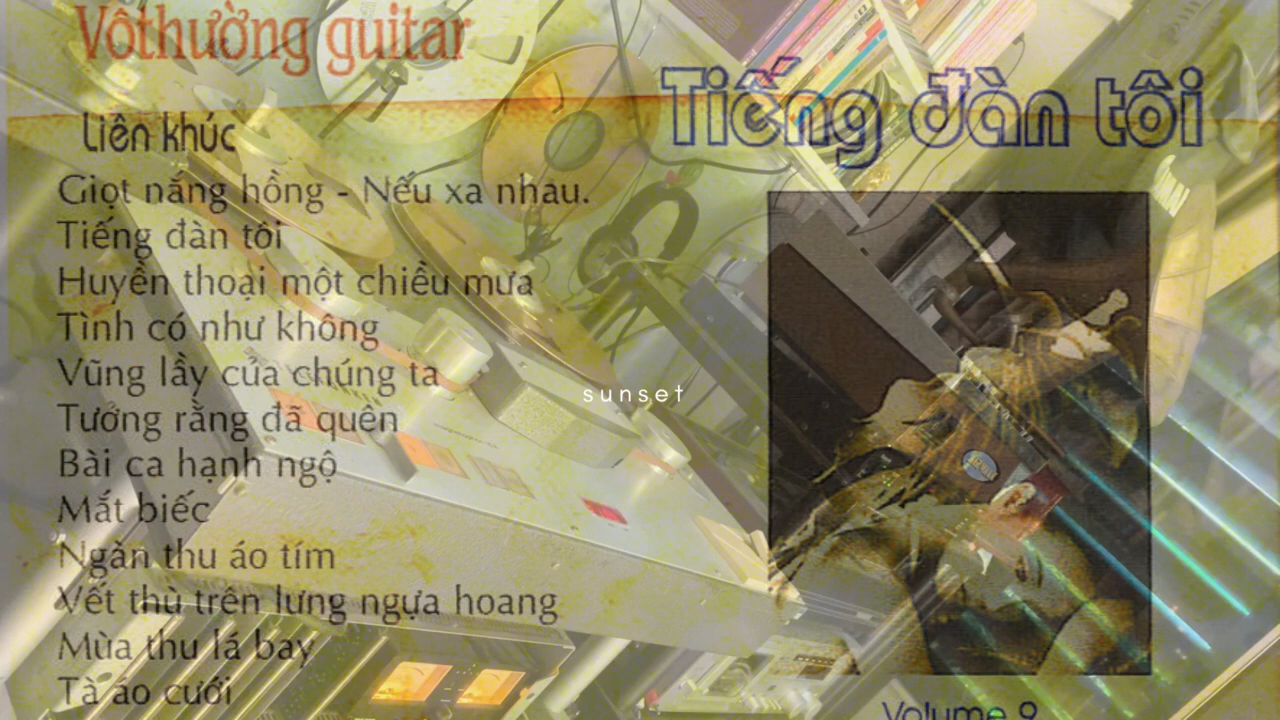 Vôthường guitar
Tiếng đàn tôi
Liên khúc
Giọt nắng hồng - Nếu xa nhau.
Tiếng đàn tôi
Huyền thoại một chiều mưa
Tình có như không
Vũng lầy của chúng ta
Tưởng rằng đã quên
Bài ca hạnh ngộ
Mắt biếc
Ngàn thu áo tím
Vết thù trên lưng ngựa hoang
Mùa thu lá bay
Tà áo cưới
sunset
Volume 9